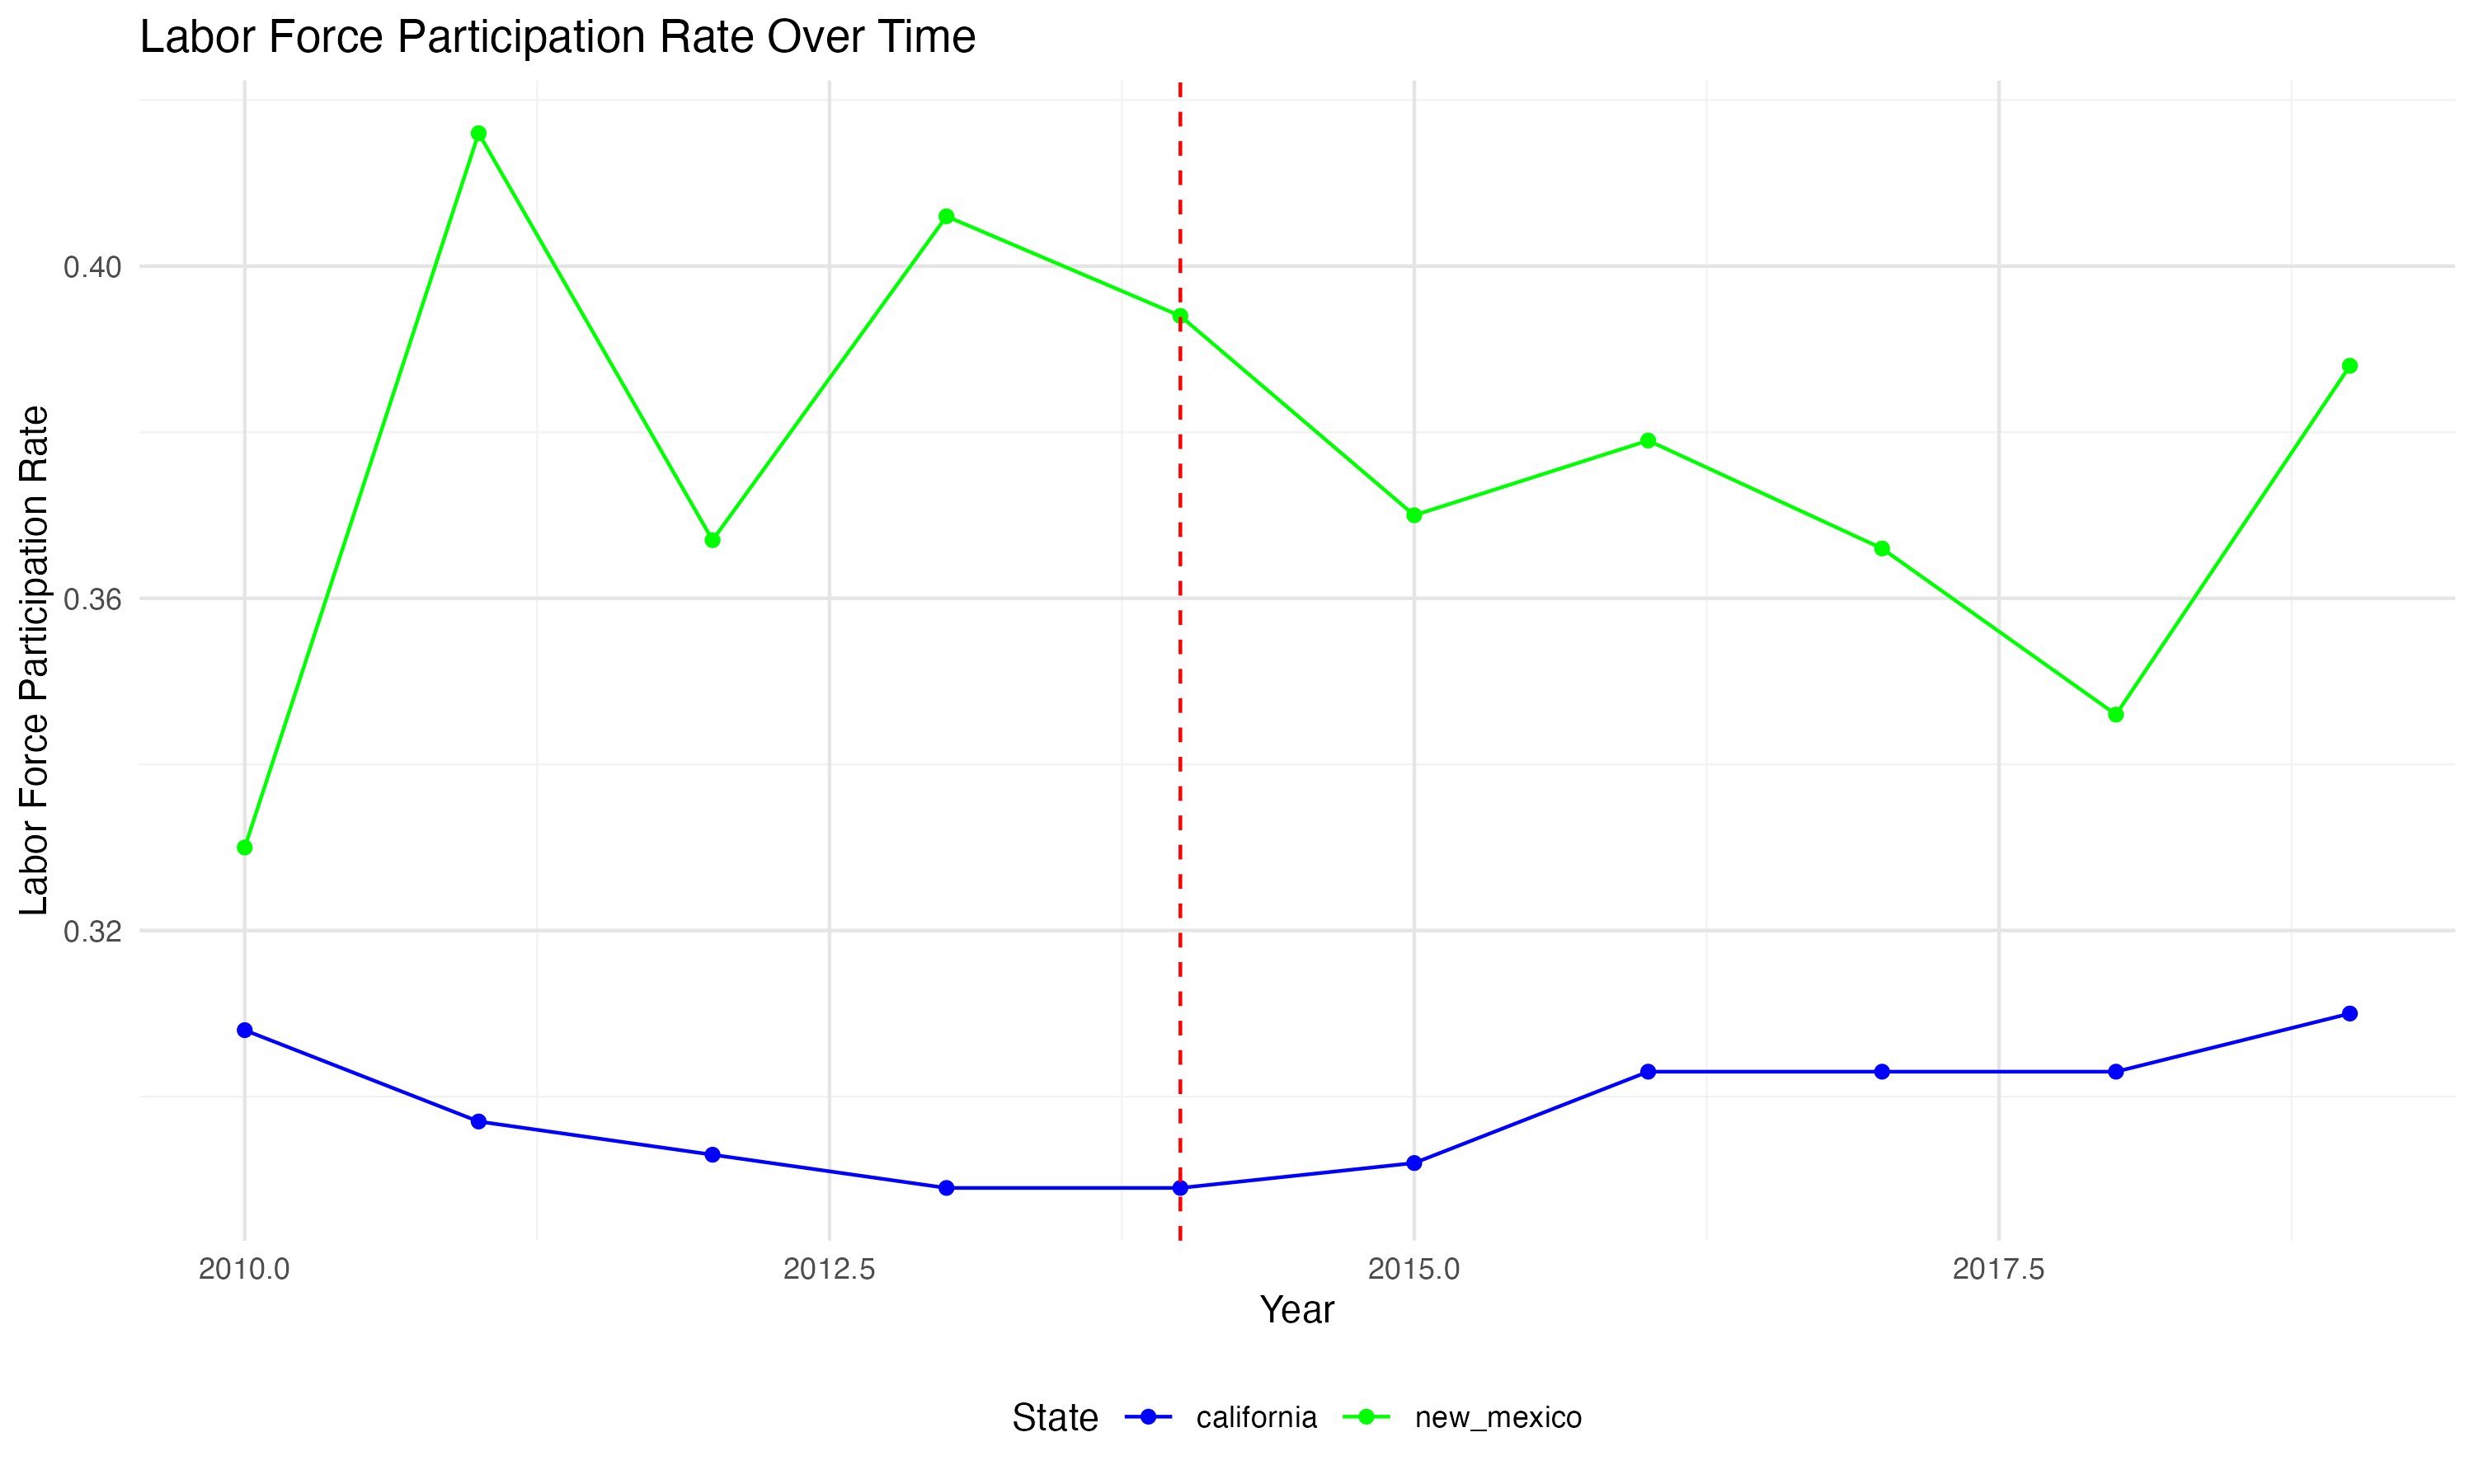 Labor Force Participation Rate Over Time
Labor Force Participation Rate
0.40
0.36
0.32
2010.0 2012.5 2015.0 2017.5
Year
State california new_mexico